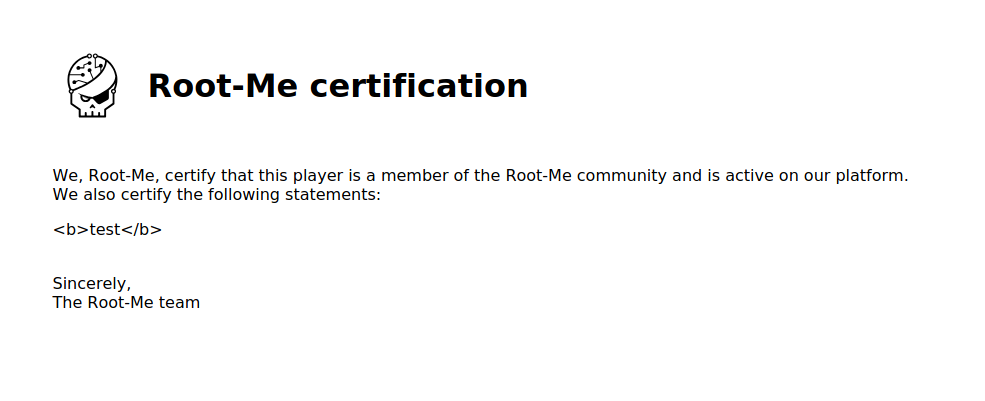 Root-Me certification
We, Root-Me, certify that this player is a member of the Root-Me community and is active on our platform.
We also certify the following statements:
<b>test</b>
Sincerely,
The Root-Me team